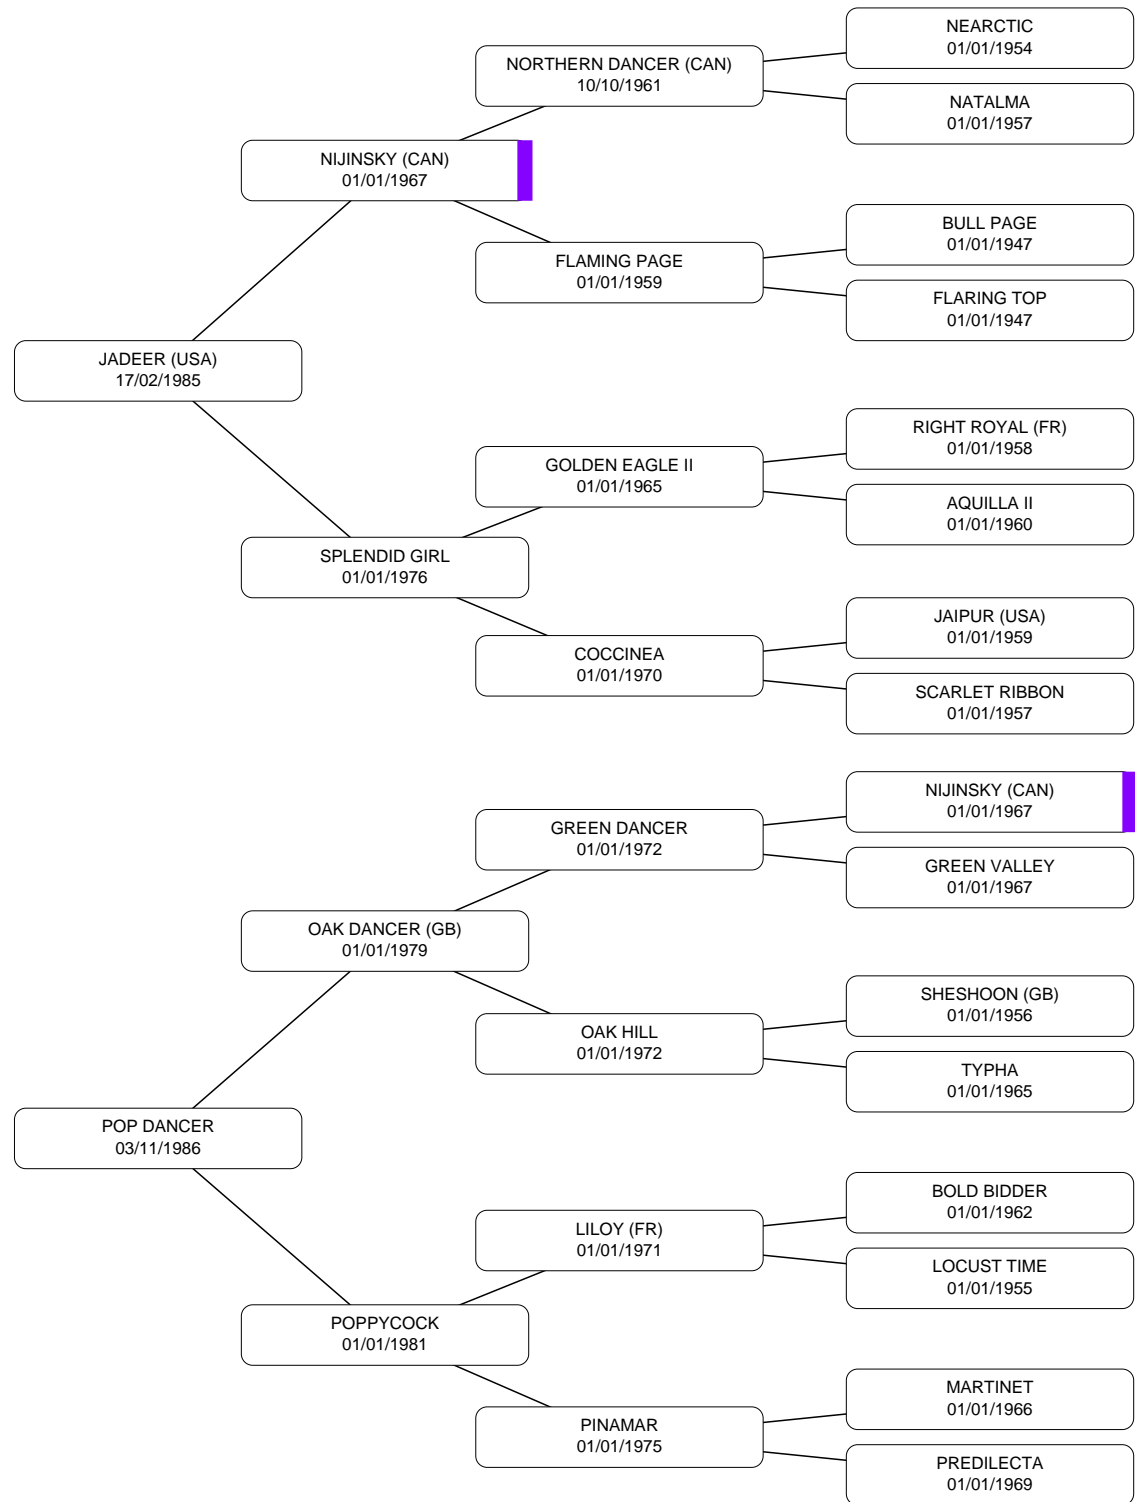 NEARCTIC
01/01/1954
NORTHERN DANCER (CAN)
10/10/1961
NATALMA
01/01/1957
NIJINSKY (CAN)
01/01/1967
BULL PAGE
01/01/1947
FLAMING PAGE
01/01/1959
FLARING TOP
01/01/1947
JADEER (USA)
17/02/1985
RIGHT ROYAL (FR)
01/01/1958
GOLDEN EAGLE II
01/01/1965
AQUILLA II
01/01/1960
SPLENDID GIRL
01/01/1976
JAIPUR (USA)
01/01/1959
COCCINEA
01/01/1970
SCARLET RIBBON
01/01/1957
NIJINSKY (CAN)
01/01/1967
GREEN DANCER
01/01/1972
GREEN VALLEY
01/01/1967
OAK DANCER (GB)
01/01/1979
SHESHOON (GB)
01/01/1956
OAK HILL
01/01/1972
TYPHA
01/01/1965
POP DANCER
03/11/1986
BOLD BIDDER
01/01/1962
LILOY (FR)
01/01/1971
LOCUST TIME
01/01/1955
POPPYCOCK
01/01/1981
MARTINET
01/01/1966
PINAMAR
01/01/1975
PREDILECTA
01/01/1969